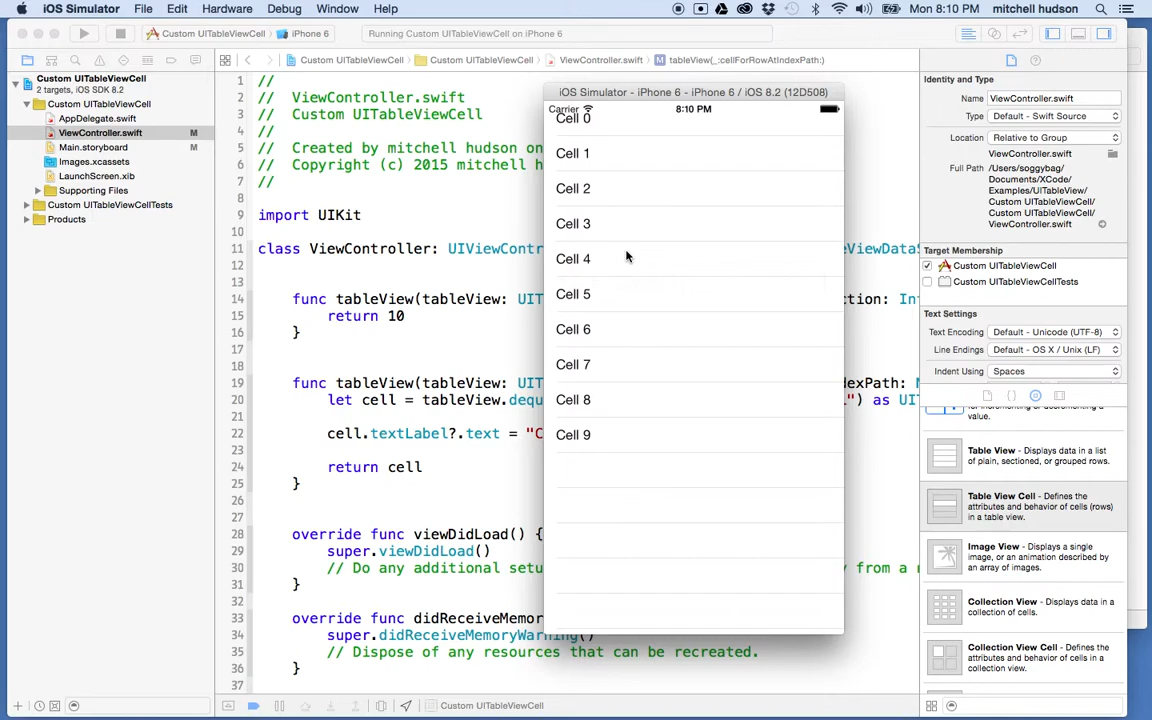 iOS Simulator File Edit Hardware Debug Window Help Mon 8:10 PM mitchell hudson
Custom UITableViewCell iPhone 6 Running Custom UITableViewCell on iPhone 6
Custom UITableViewCell Custom UITableViewCell ViewController.swift M tableView(_:cellForRowAtIndexPath:)
Custom UITableViewCell
2 targets, iOS SDK 8.2
Custom UITableViewCell
AppDelegate.swift
ViewController.swift M
Main.storyboard M
Images.xcassets
LaunchScreen.xib
Supporting Files
Custom UITableViewCellTests
Products
1 //
2 // ViewController.swift
3 // Custom UITableViewCell
4 //
5 // Created by mitchell hudson on
6 // Copyright (c) 2015 mitchell h
7 //
8
9 import UIKit
10
11 class ViewController: UIViewContr eViewDataS
12
13
14 func tableView(tableView: UIT ction: Int
15 return 10
16 }
17
18
19 func tableView(tableView: UIT dexPath: N
20 let cell = tableView.dequ l") as UIT
21
22 cell.textLabel?.text = "C
23
24 return cell
25 }
26
27
28 override func viewDidLoad() {
29 super.viewDidLoad()
30 // Do any additional setu y from a n
31 }
32
33 override func didReceiveMemor
34 super.didReceiveMemoryWarning()
35 // Dispose of any resources that can be recreated.
36 }
37
iOS Simulator - iPhone 6 - iPhone 6 / iOS 8.2 (12D508)
Carrier 8:10 PM
Cell 0
Cell 1
Cell 2
Cell 3
Cell 4
Cell 5
Cell 6
Cell 7
Cell 8
Cell 9
Custom UITableViewCell
Identity and Type
Name ViewController.swift
Type Default - Swift Source
Location Relative to Group
ViewController.swift
Full Path /Users/soggybag/
Documents/XCode/
Examples/UITableView/
Custom UITableViewCell/
Custom UITableViewCell/
ViewController.swift
Target Membership
Custom UITableViewCell
Custom UITableViewCellTests
Text Settings
Text Encoding Default - Unicode (UTF-8)
Line Endings Default - OS X / Unix (LF)
Indent Using Spaces
value.
Table View - Displays data in a list
of plain, sectioned, or grouped rows.
Table View Cell - Defines the
attributes and behavior of cells (rows)
in a table view.
Image View - Displays a single
image, or an animation described by
an array of images.
Collection View - Displays data in a
collection of cells.
Collection View Cell - Defines the
attributes and behavior of cells in a
collection view.